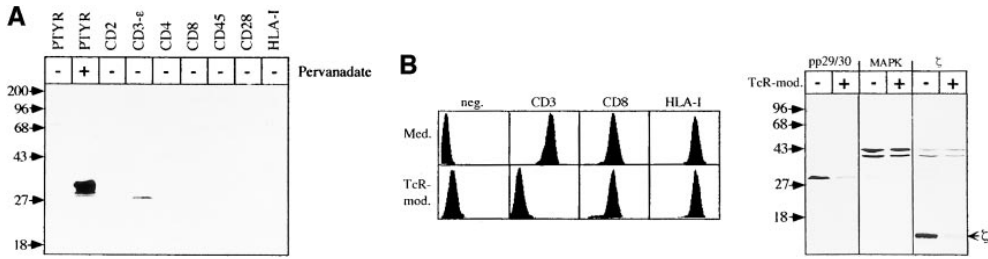 A
PTYR PTYR CD2 CD3-ε CD4 CD8 CD45 CD28 HLA-I
- + - - - - - - - Pervanadate
200
96
68
43
27
18
B
neg. CD3 CD8 HLA-I
Med.
TcR-
mod.
pp29/30 MAPK ζ
TcR-mod. - + - + - +
96
68
43
27
18
ζ